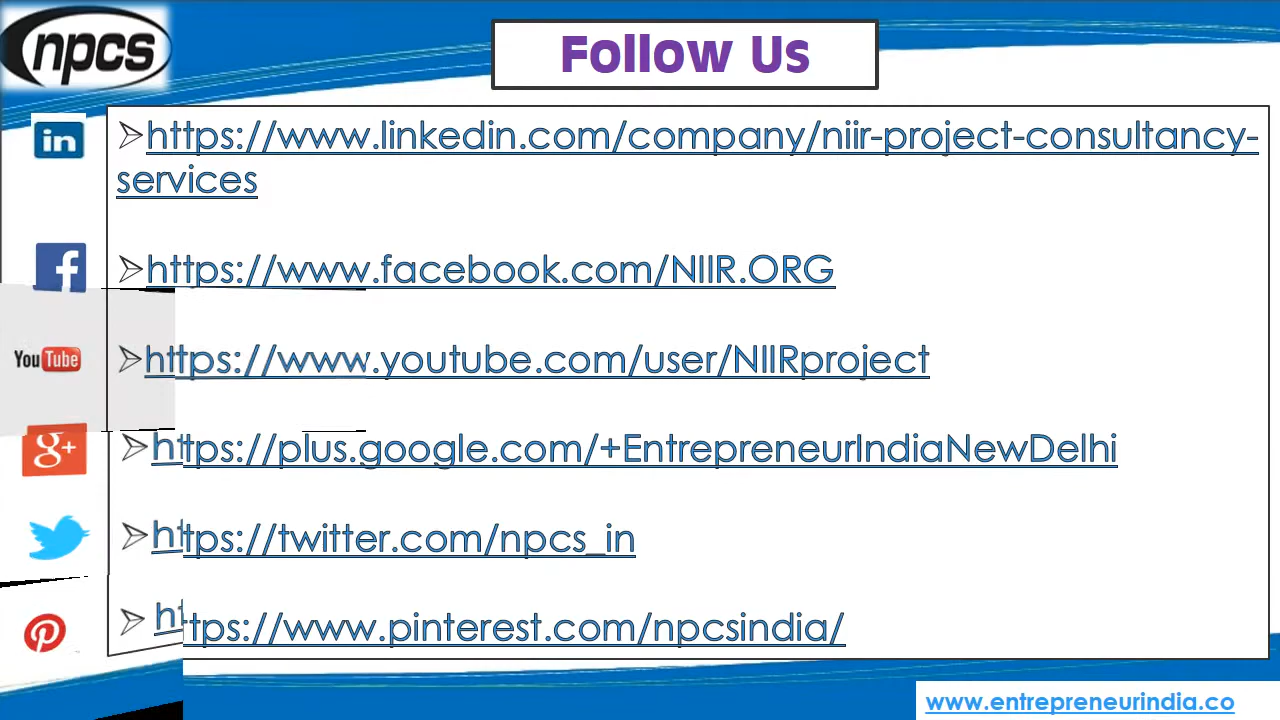 npcs
Follow Us
in
➢https://www.linkedin.com/company/niir-project-consultancy-
services
f
➢https://www.facebook.com/NIIR.ORG
YouTube
➢https://www.youtube.com/user/NIIRproject
g+
➢https://plus.google.com/+EntrepreneurIndiaNewDelhi
➢https://twitter.com/npcs_in
➢https://www.pinterest.com/npcsindia/
www.entrepreneurindia.co